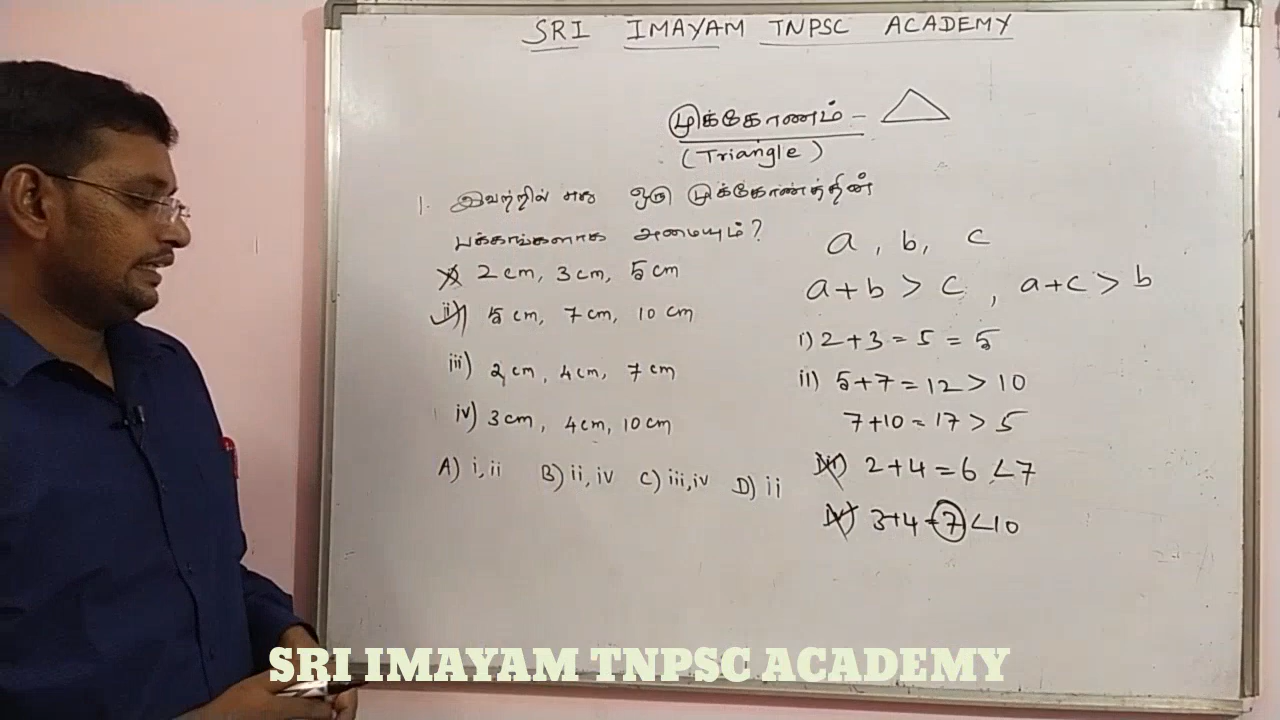 SRI IMAYAM TNPSC ACADEMY
முக்கோணம் -
(Triangle)
1. இவற்றில் எது ஒரு முக்கோணத்தின்
பக்கங்களாக அமையும்?
i) 2 cm, 3 cm, 5 cm
ii) 5 cm, 7 cm, 10 cm
iii) 2 cm, 4 cm, 7 cm
iv) 3 cm, 4 cm, 10 cm
A) i, ii B) ii, iv C) iii, iv D) ii
a, b, c
a + b > c, a + c > b
i) 2 + 3 = 5 = 5
ii) 5 + 7 = 12 > 10
7 + 10 = 17 > 5
iii) 2 + 4 = 6 < 7
iv) 3 + 4 = 7 < 10
SRI IMAYAM TNPSC ACADEMY